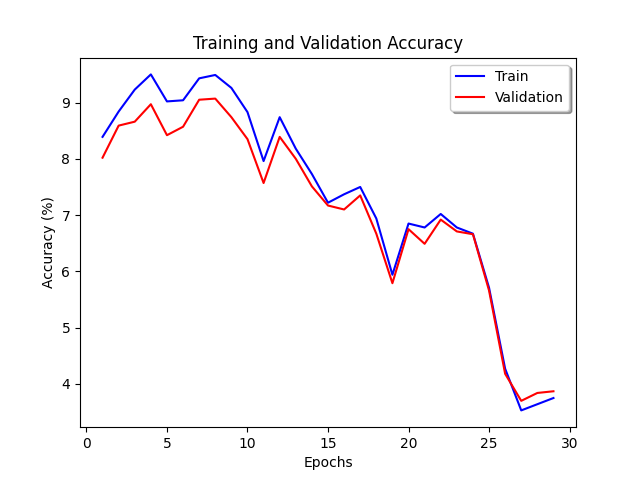 Training and Validation Accuracy
Train
Validation
Accuracy (%)
9
8
7
6
5
4
0 5 10 15 20 25 30
Epochs